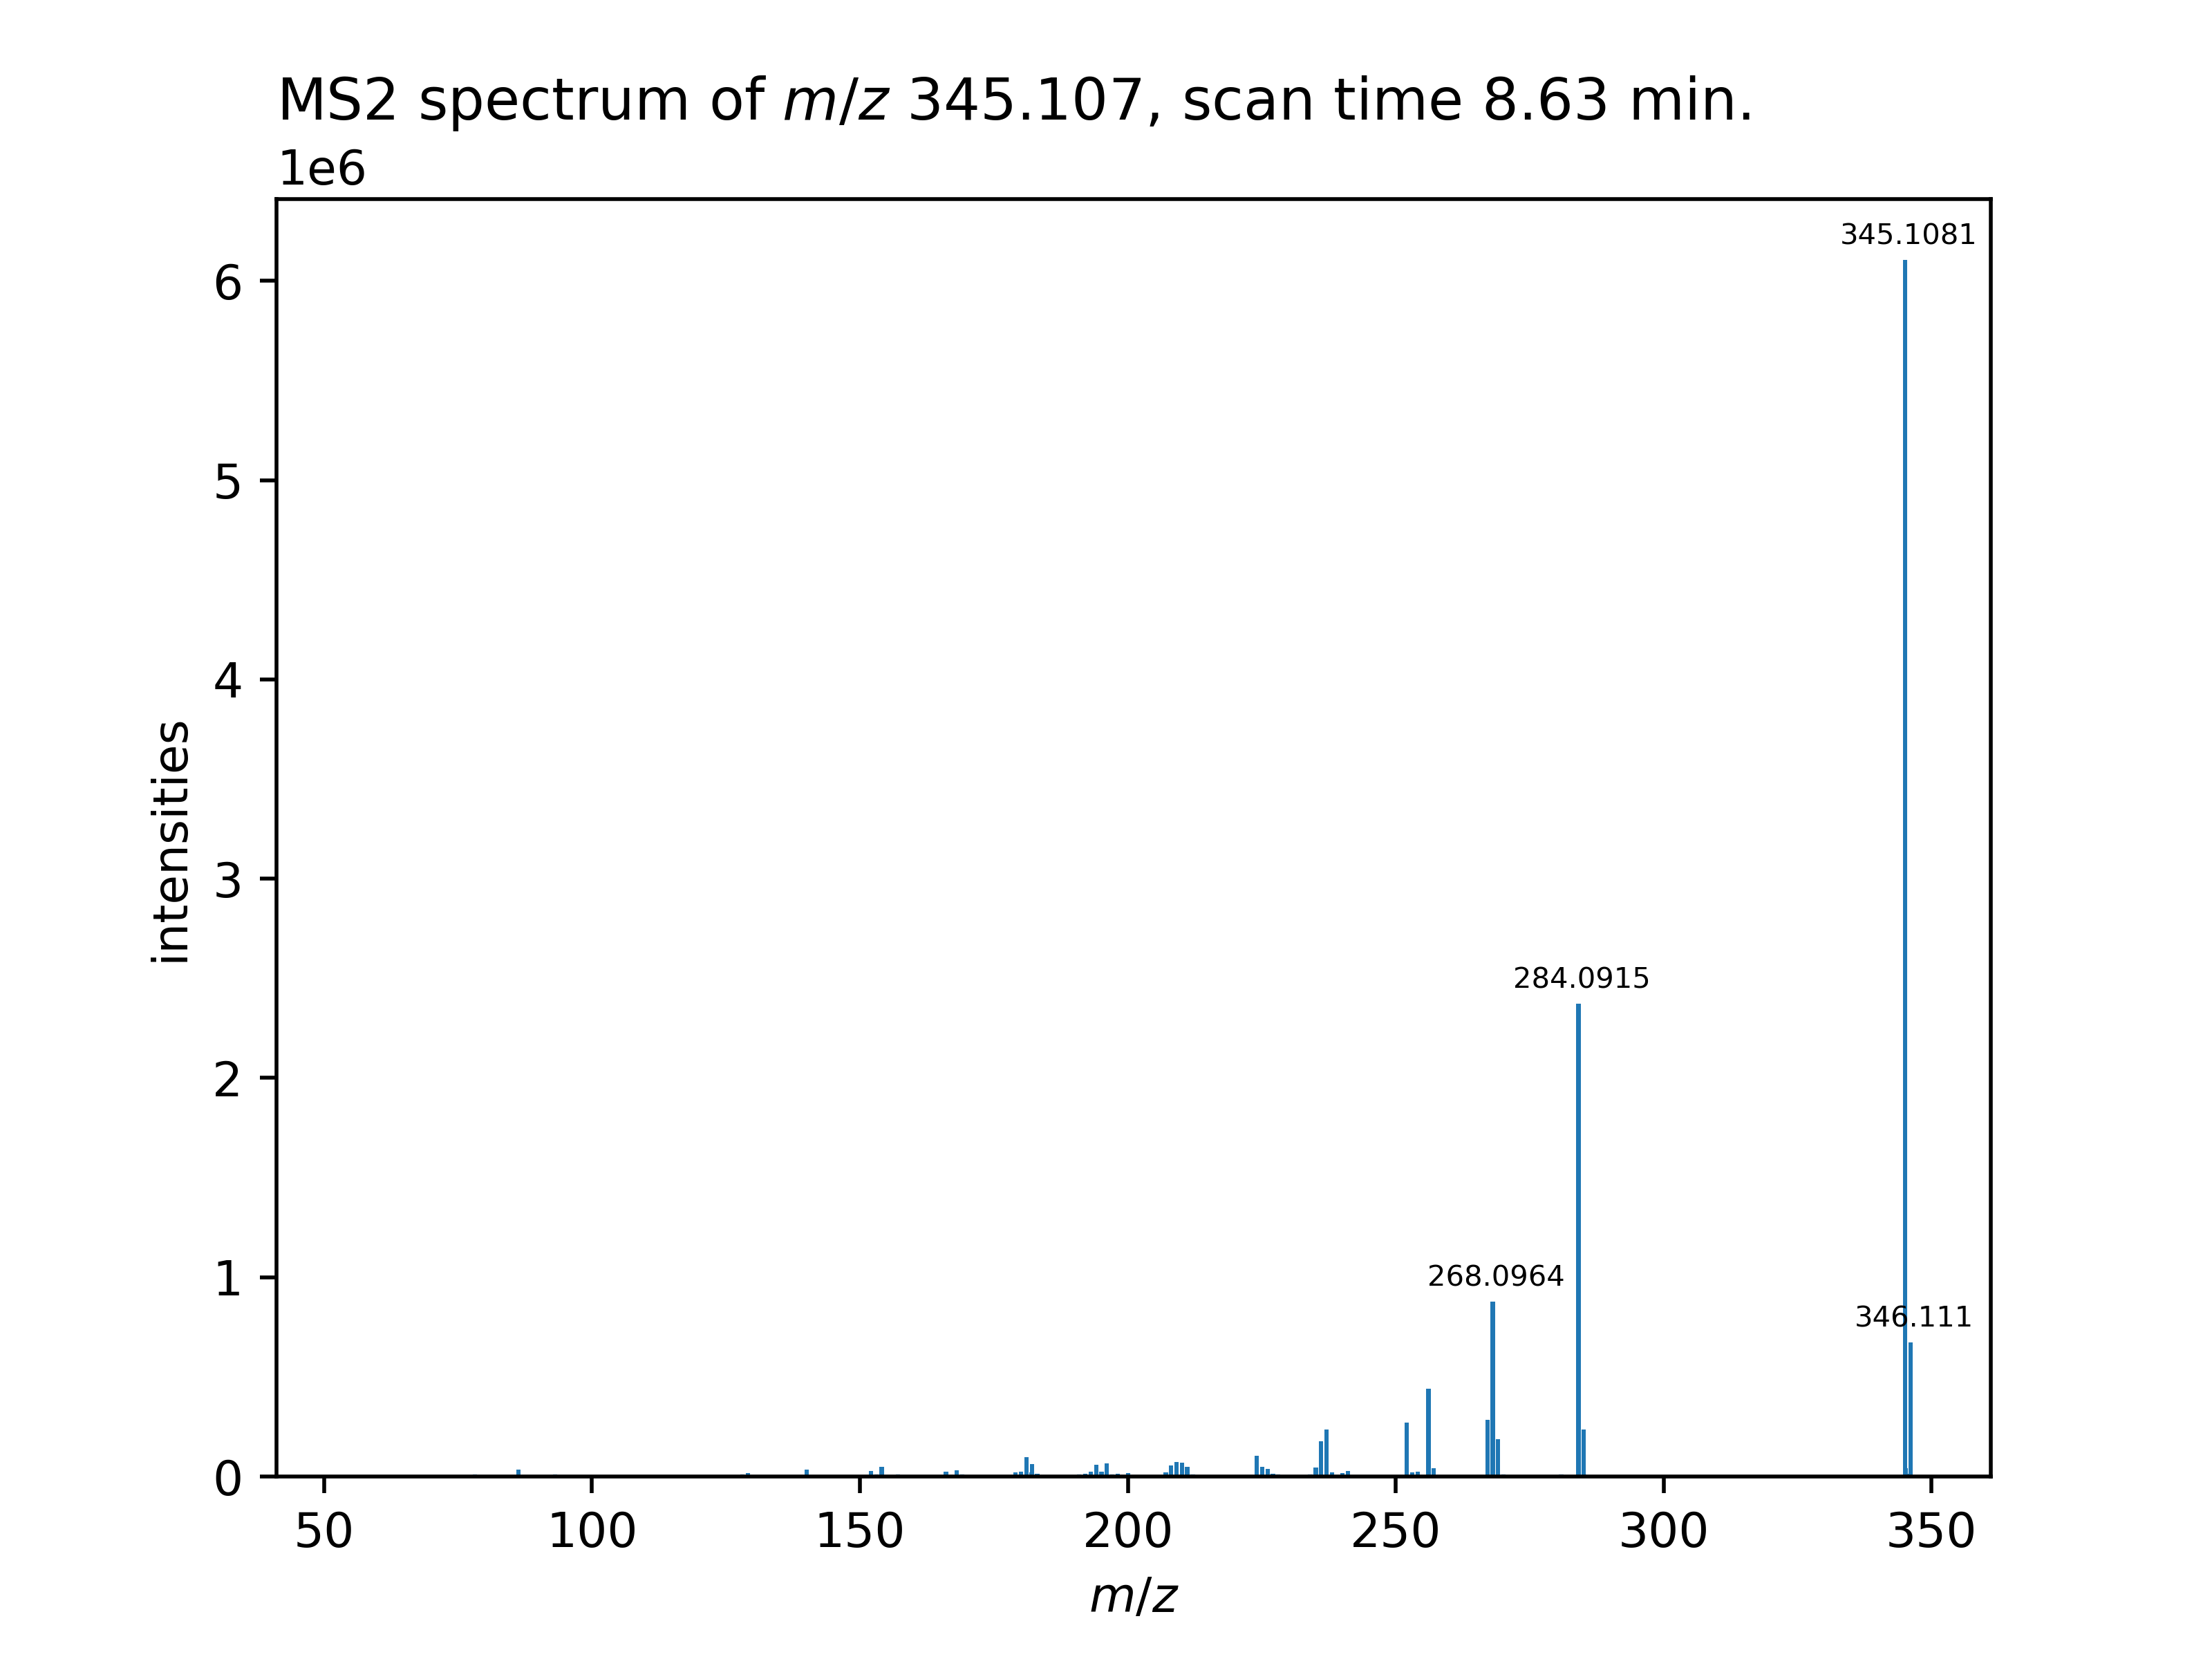 MS2 spectrum of m/z 345.107, scan time 8.63 min.
1e6
345.1081
6
5
4
3
284.0915
2
268.0964
1
346.111
0
50 100 150 200 250 300 350
intensities
m/z